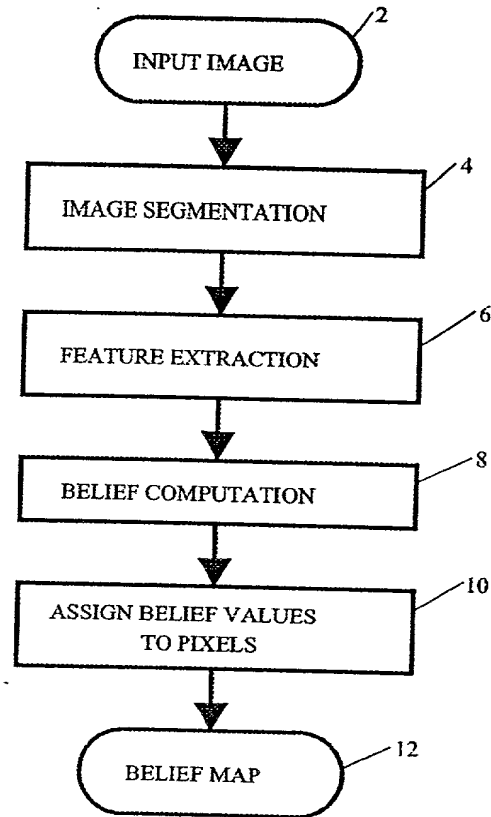 2
INPUT IMAGE
4
IMAGE SEGMENTATION
6
FEATURE EXTRACTION
8
BELIEF COMPUTATION
10
ASSIGN BELIEF VALUES
TO PIXELS
12
BELIEF MAP